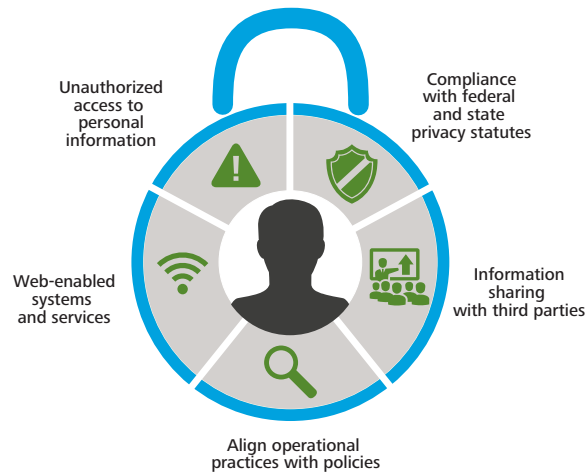 Unauthorized
access to
personal
information
Compliance
with federal
and state
privacy statutes
Web-enabled
systems
and services
Information
sharing
with third parties
Align operational
practices with policies